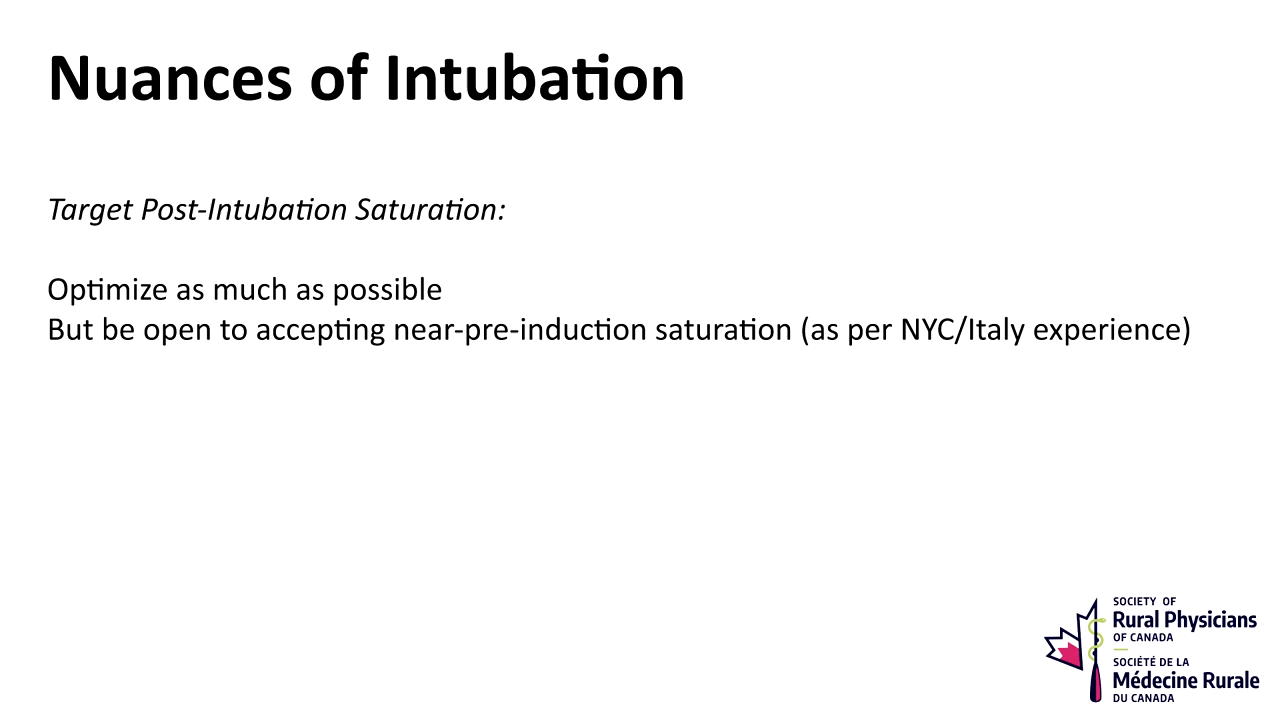 Nuances of Intubation
Target Post-Intubation Saturation:
Optimize as much as possible
But be open to accepting near-pre-induction saturation (as per NYC/Italy experience)
SOCIETY OF
Rural Physicians
OF CANADA
SOCIÉTÉ DE LA
Médecine Rurale
DU CANADA